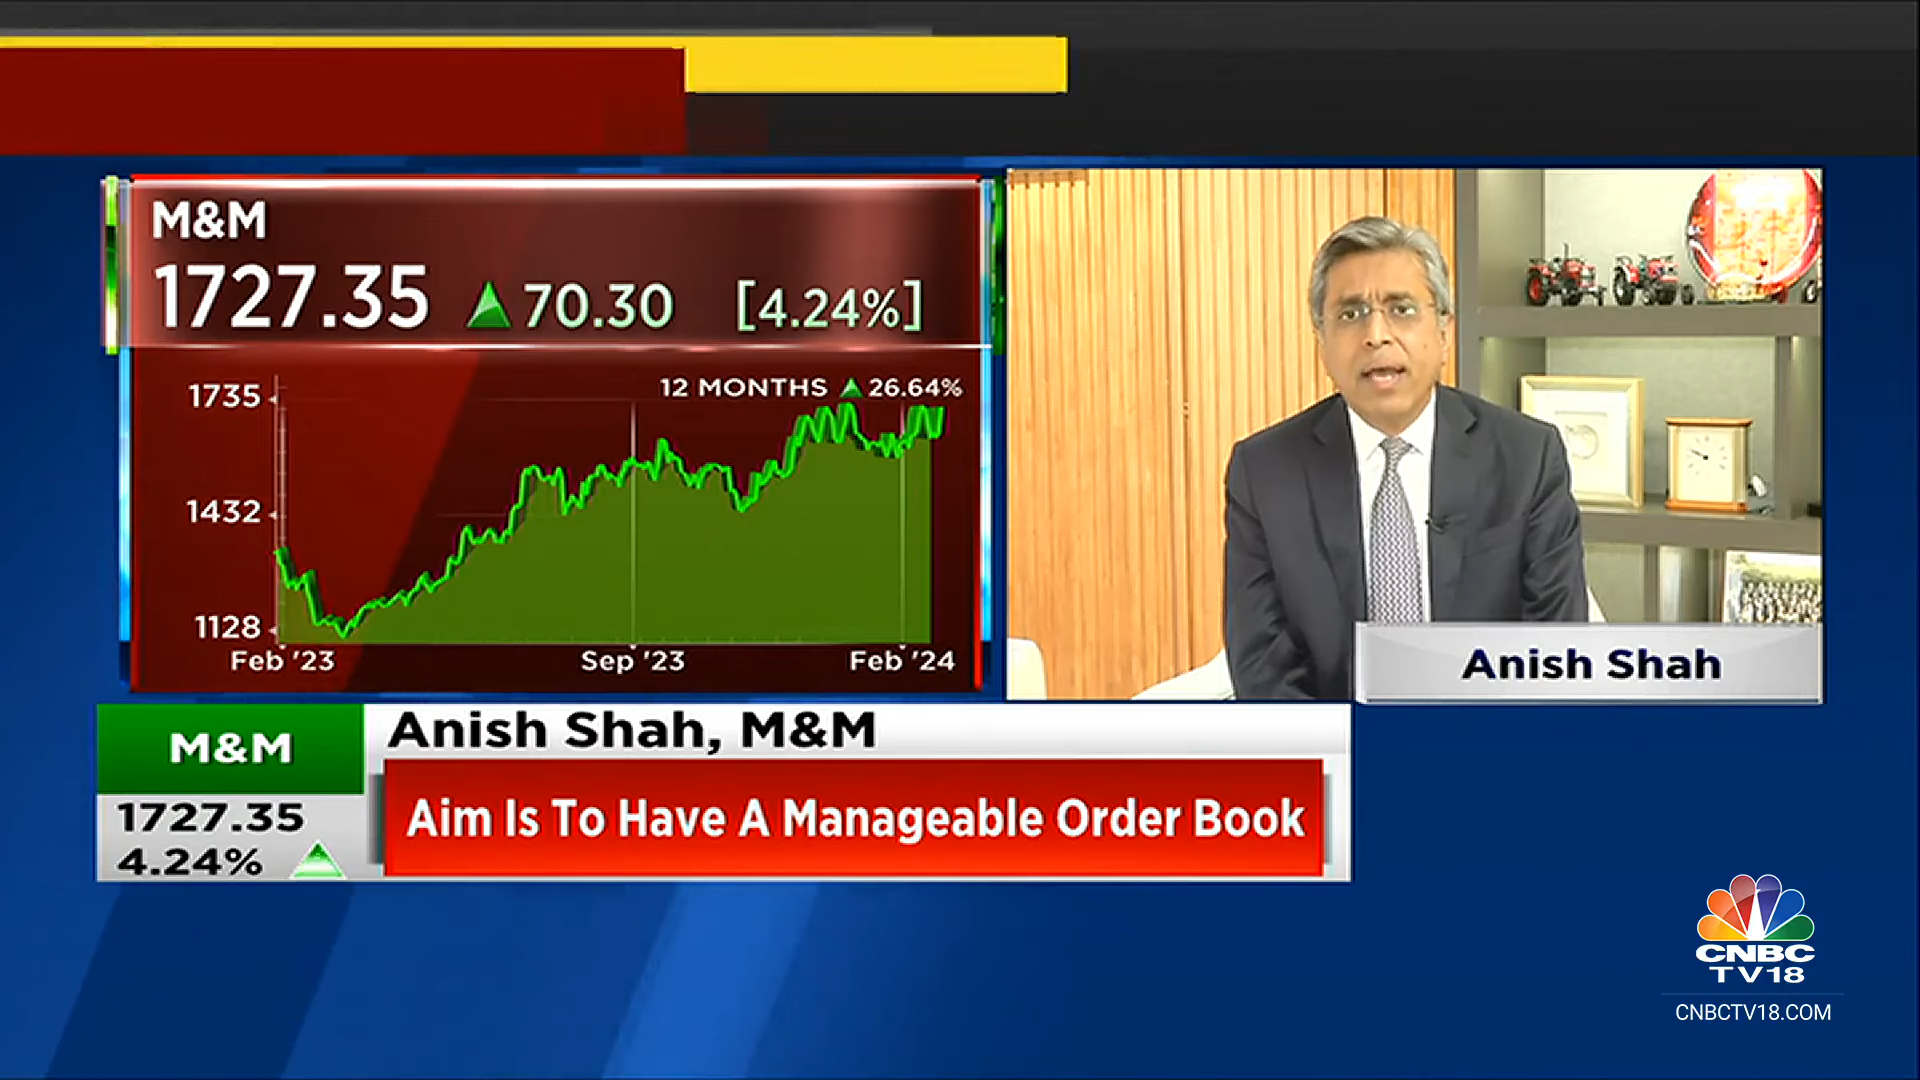 M&M
1727.35 ▲ 70.30 [4.24%]
12 MONTHS ▲ 26.64%
1735
1432
1128
Feb '23 Sep '23 Feb '24
Anish Shah
M&M
1727.35
4.24%
Anish Shah, M&M
Aim Is To Have A Manageable Order Book
CNBC
TV18
CNBCTV18.COM